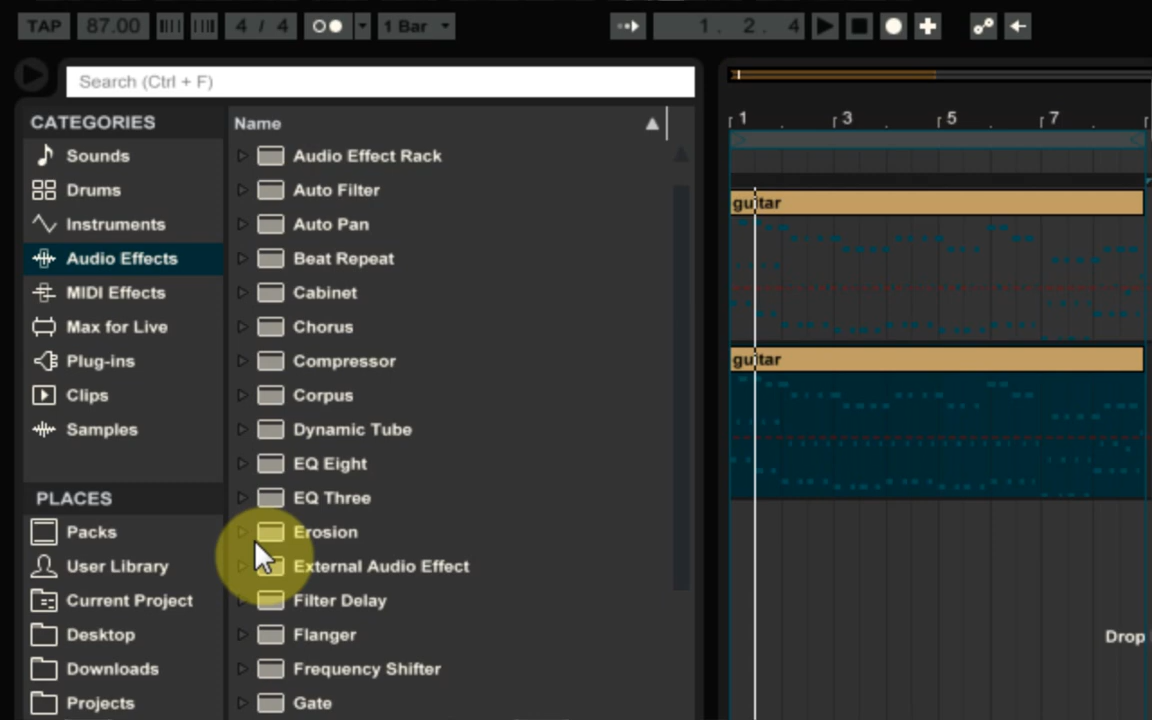 TAP 87.00 4 / 4 1 Bar 1. 2. 4
Search (Ctrl + F)
CATEGORIES
Sounds
Drums
Instruments
Audio Effects
MIDI Effects
Max for Live
Plug-ins
Clips
Samples
PLACES
Packs
User Library
Current Project
Desktop
Downloads
Projects
Name
Audio Effect Rack
Auto Filter
Auto Pan
Beat Repeat
Cabinet
Chorus
Compressor
Corpus
Dynamic Tube
EQ Eight
EQ Three
Erosion
External Audio Effect
Filter Delay
Flanger
Frequency Shifter
Gate
1 3 5 7
guitar
guitar
Drop